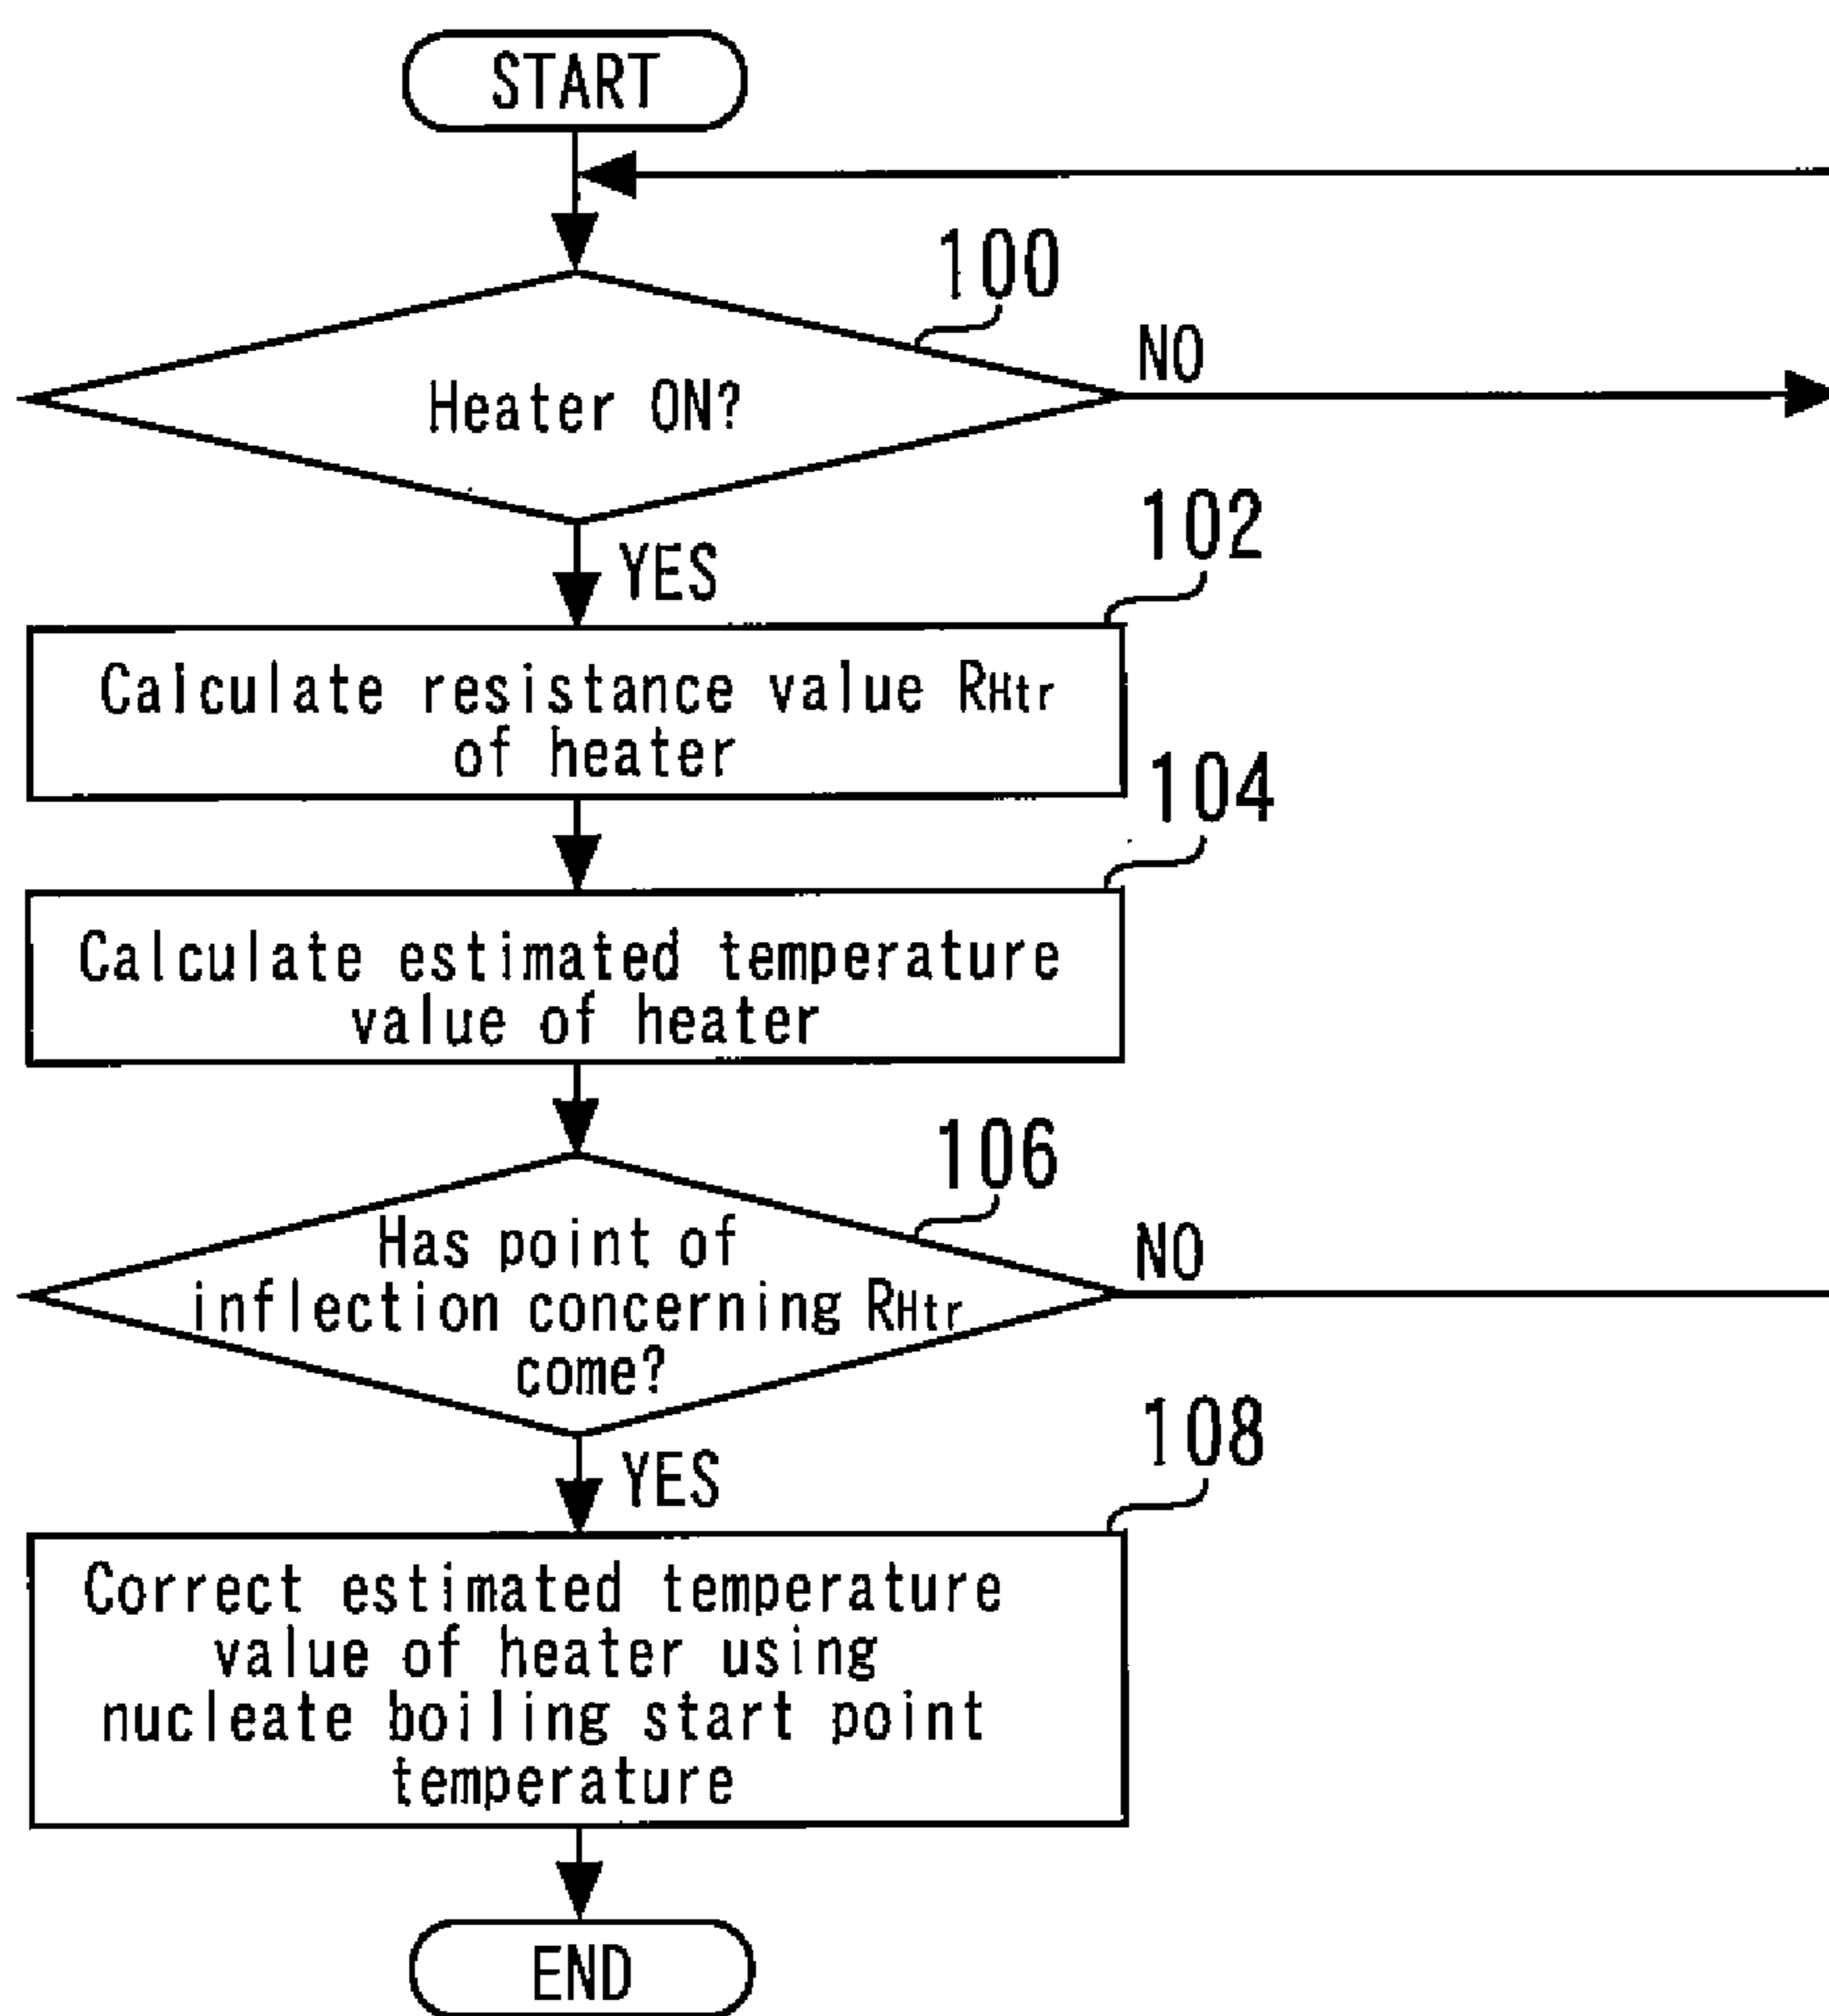 START
100
Heater ON?
NO
YES
102
Calculate resistance value RHtr
of heater
104
Calculate estimated temperature
value of heater
106
Has point of
inflection concerning RHtr
come?
NO
YES
108
Correct estimated temperature
value of heater using
nucleate boiling start point
temperature
END